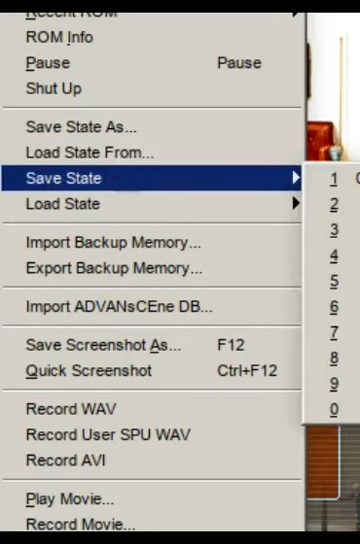 Recent ROM
ROM Info
Pause Pause
Shut Up
Save State As...
Load State From...
Save State 1
Load State 2
3
Import Backup Memory...
4
Export Backup Memory...
5
Import ADVANsCEne DB...
6
7
Save Screenshot As... F12
8
Quick Screenshot Ctrl+F12
9
Record WAV 0
Record User SPU WAV
Record AVI
Play Movie...
Record Movie...